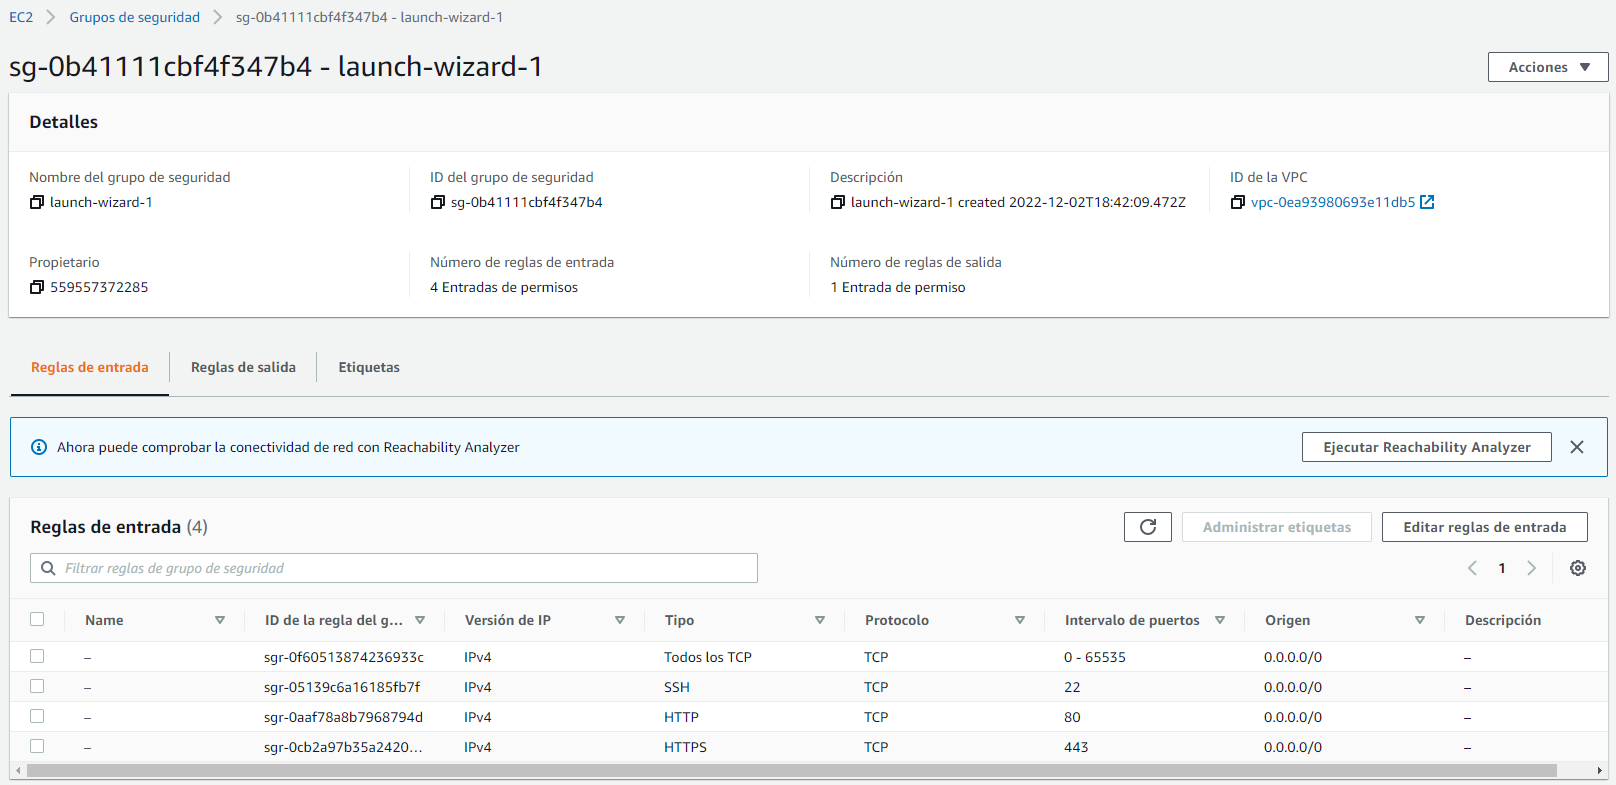 EC2 > Grupos de seguridad > sg-0b41111cbf4f347b4 - launch-wizard-1
sg-0b41111cbf4f347b4 - launch-wizard-1
Acciones
Detalles
Nombre del grupo de seguridad
launch-wizard-1
ID del grupo de seguridad
sg-0b41111cbf4f347b4
Descripción
launch-wizard-1 created 2022-12-02T18:42:09.472Z
ID de la VPC
vpc-0ea93980693e11db5
Propietario
559557372285
Número de reglas de entrada
4 Entradas de permisos
Número de reglas de salida
1 Entrada de permiso
Reglas de entrada
Reglas de salida
Etiquetas
Ahora puede comprobar la conectividad de red con Reachability Analyzer
Ejecutar Reachability Analyzer
Reglas de entrada (4)
Administrar etiquetas
Editar reglas de entrada
Filtrar reglas de grupo de seguridad
1
Name ID de la regla del g... Versión de IP Tipo Protocolo Intervalo de puertos Origen Descripción
– sgr-0f60513874236933c IPv4 Todos los TCP TCP 0 - 65535 0.0.0.0/0 –
– sgr-05139c6a16185fb7f IPv4 SSH TCP 22 0.0.0.0/0 –
– sgr-0aaf78a8b7968794d IPv4 HTTP TCP 80 0.0.0.0/0 –
– sgr-0cb2a97b35a2420... IPv4 HTTPS TCP 443 0.0.0.0/0 –